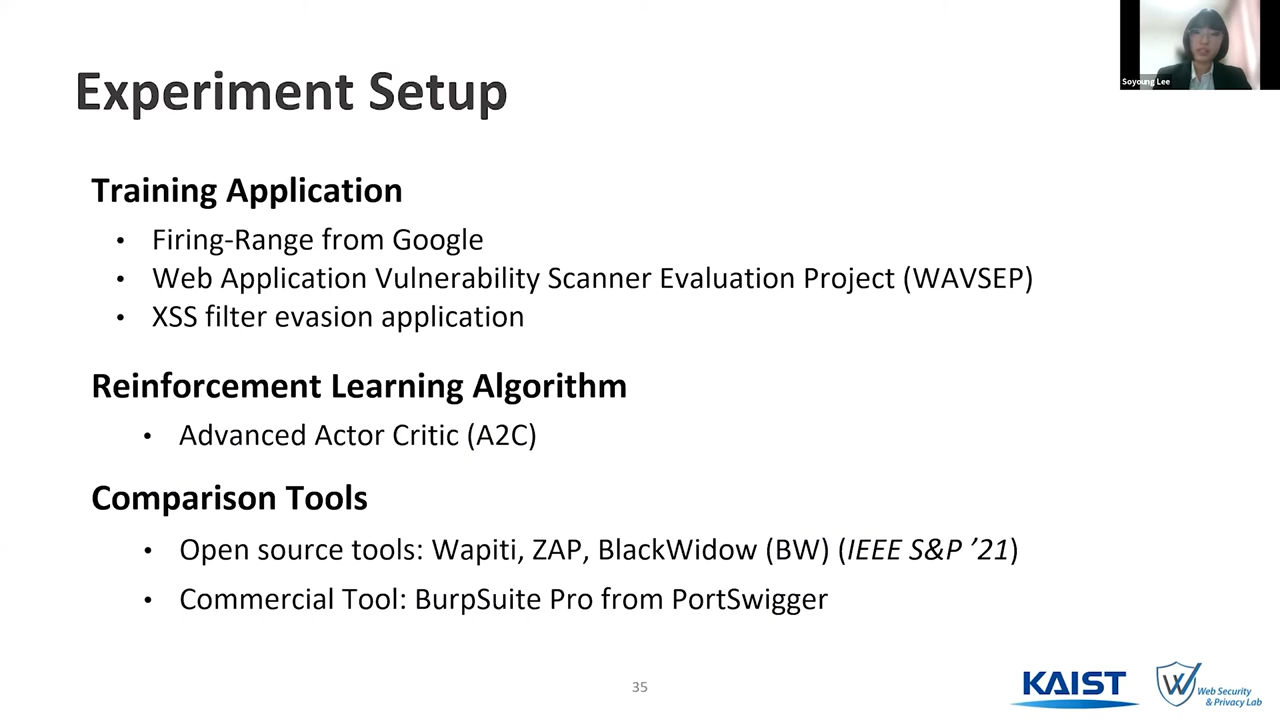 Soyoung Lee
Experiment Setup
Training Application
• Firing-Range from Google
• Web Application Vulnerability Scanner Evaluation Project (WAVSEP)
• XSS filter evasion application
Reinforcement Learning Algorithm
• Advanced Actor Critic (A2C)
Comparison Tools
• Open source tools: Wapiti, ZAP, BlackWidow (BW) (IEEE S&P ’21)
• Commercial Tool: BurpSuite Pro from PortSwigger
35
KAIST
W
Web Security
& Privacy Lab